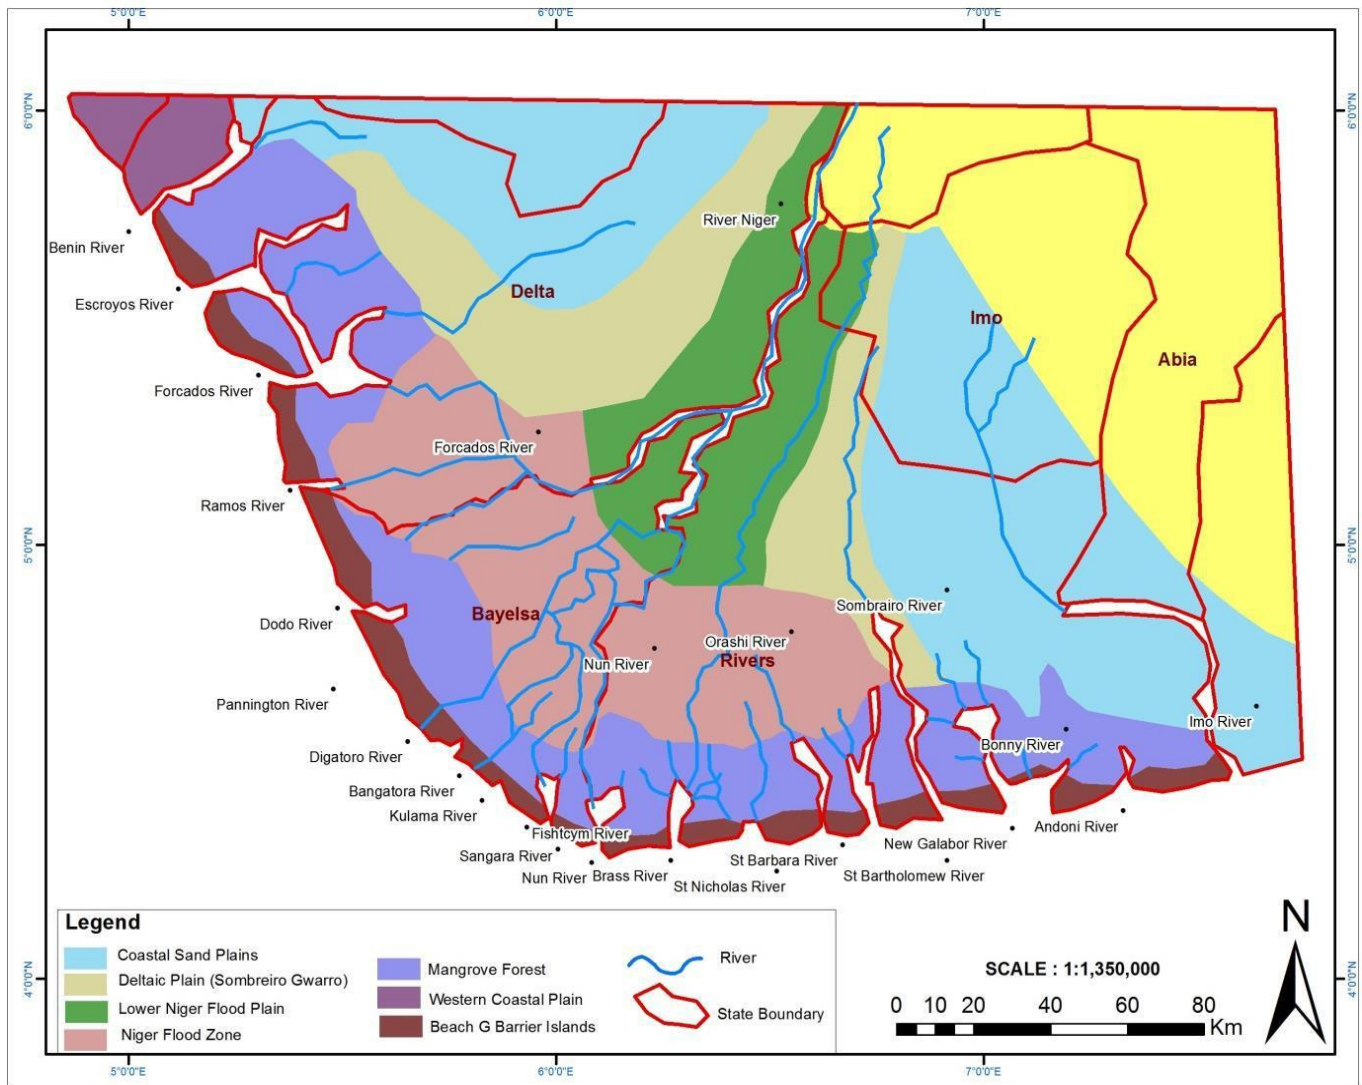 5°0'0"E
6°0'0"E
7°0'0"E
6°0'0"N
6°0'0"N
River Niger
Benin River
Delta
Escroyos River
Imo
Abia
Forcados River
Forcados River
Ramos River
5°0'0"N
5°0'0"N
Sombrairo River
Bayelsa
Dodo River
Orashi River
Nun River
Rivers
Pannington River
Imo River
Bonny River
Digatoro River
Bangatora River
Kulama River
Andoni River
Fishtcym River
New Galabor River
Sangara River
St Barbara River
Nun River
Brass River
St Bartholomew River
St Nicholas River
Legend
Coastal Sand Plains
Deltaic Plain (Sombreiro Gwarro)
Lower Niger Flood Plain
Niger Flood Zone
Mangrove Forest
Western Coastal Plain
Beach G Barrier Islands
River
State Boundary
N
SCALE : 1:1,350,000
0 10 20 40 60 80
Km
4°0'0"N
4°0'0"N
5°0'0"E
6°0'0"E
7°0'0"E